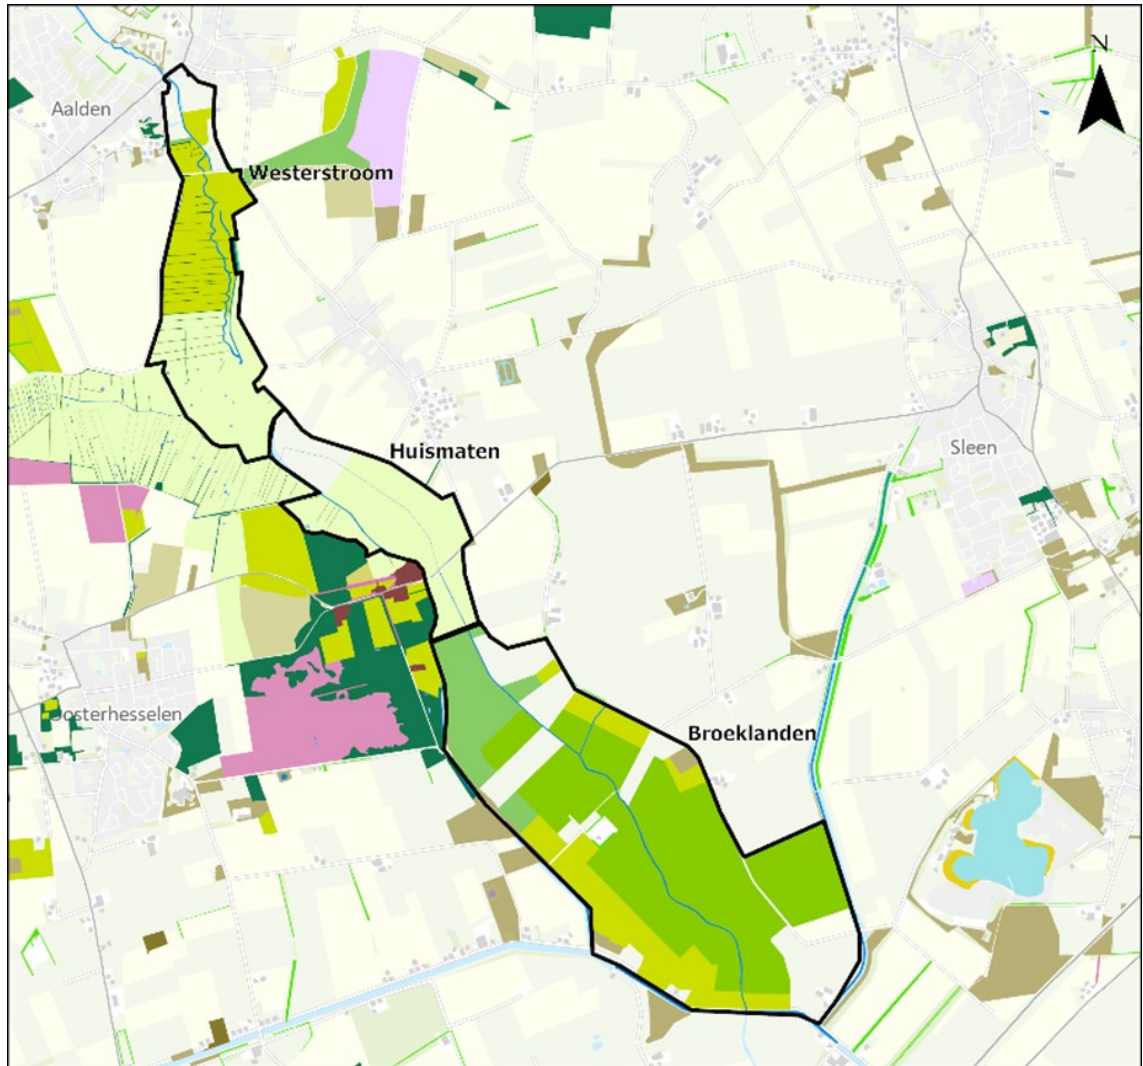 N
Aalden
Westerstroom
Huismaten
Sleen
Oosterhesselen
Broeklanden